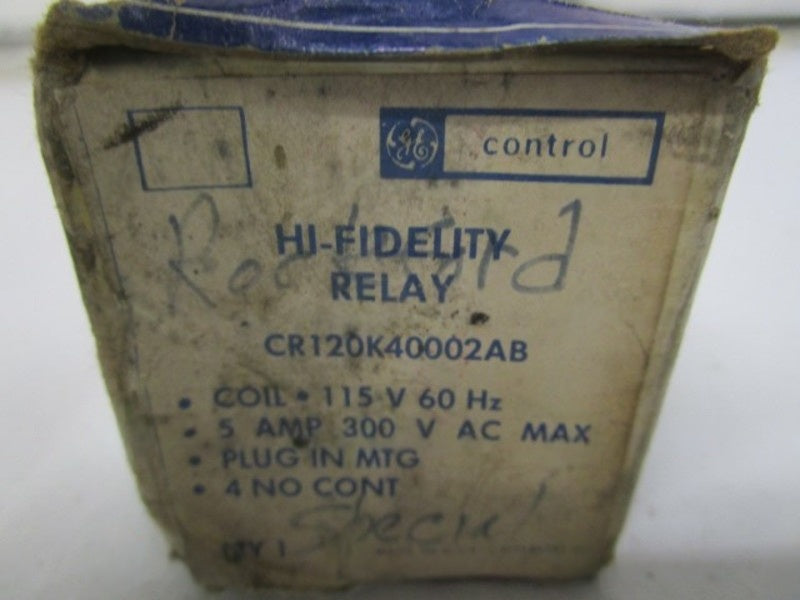 GE control
HI-FIDELITY
Rockford
RELAY
CR120K40002AB
• COIL • 115 V 60 Hz
• 5 AMP 300 V AC MAX
• PLUG IN MTG
• 4 NO CONT
Special
QTY 1